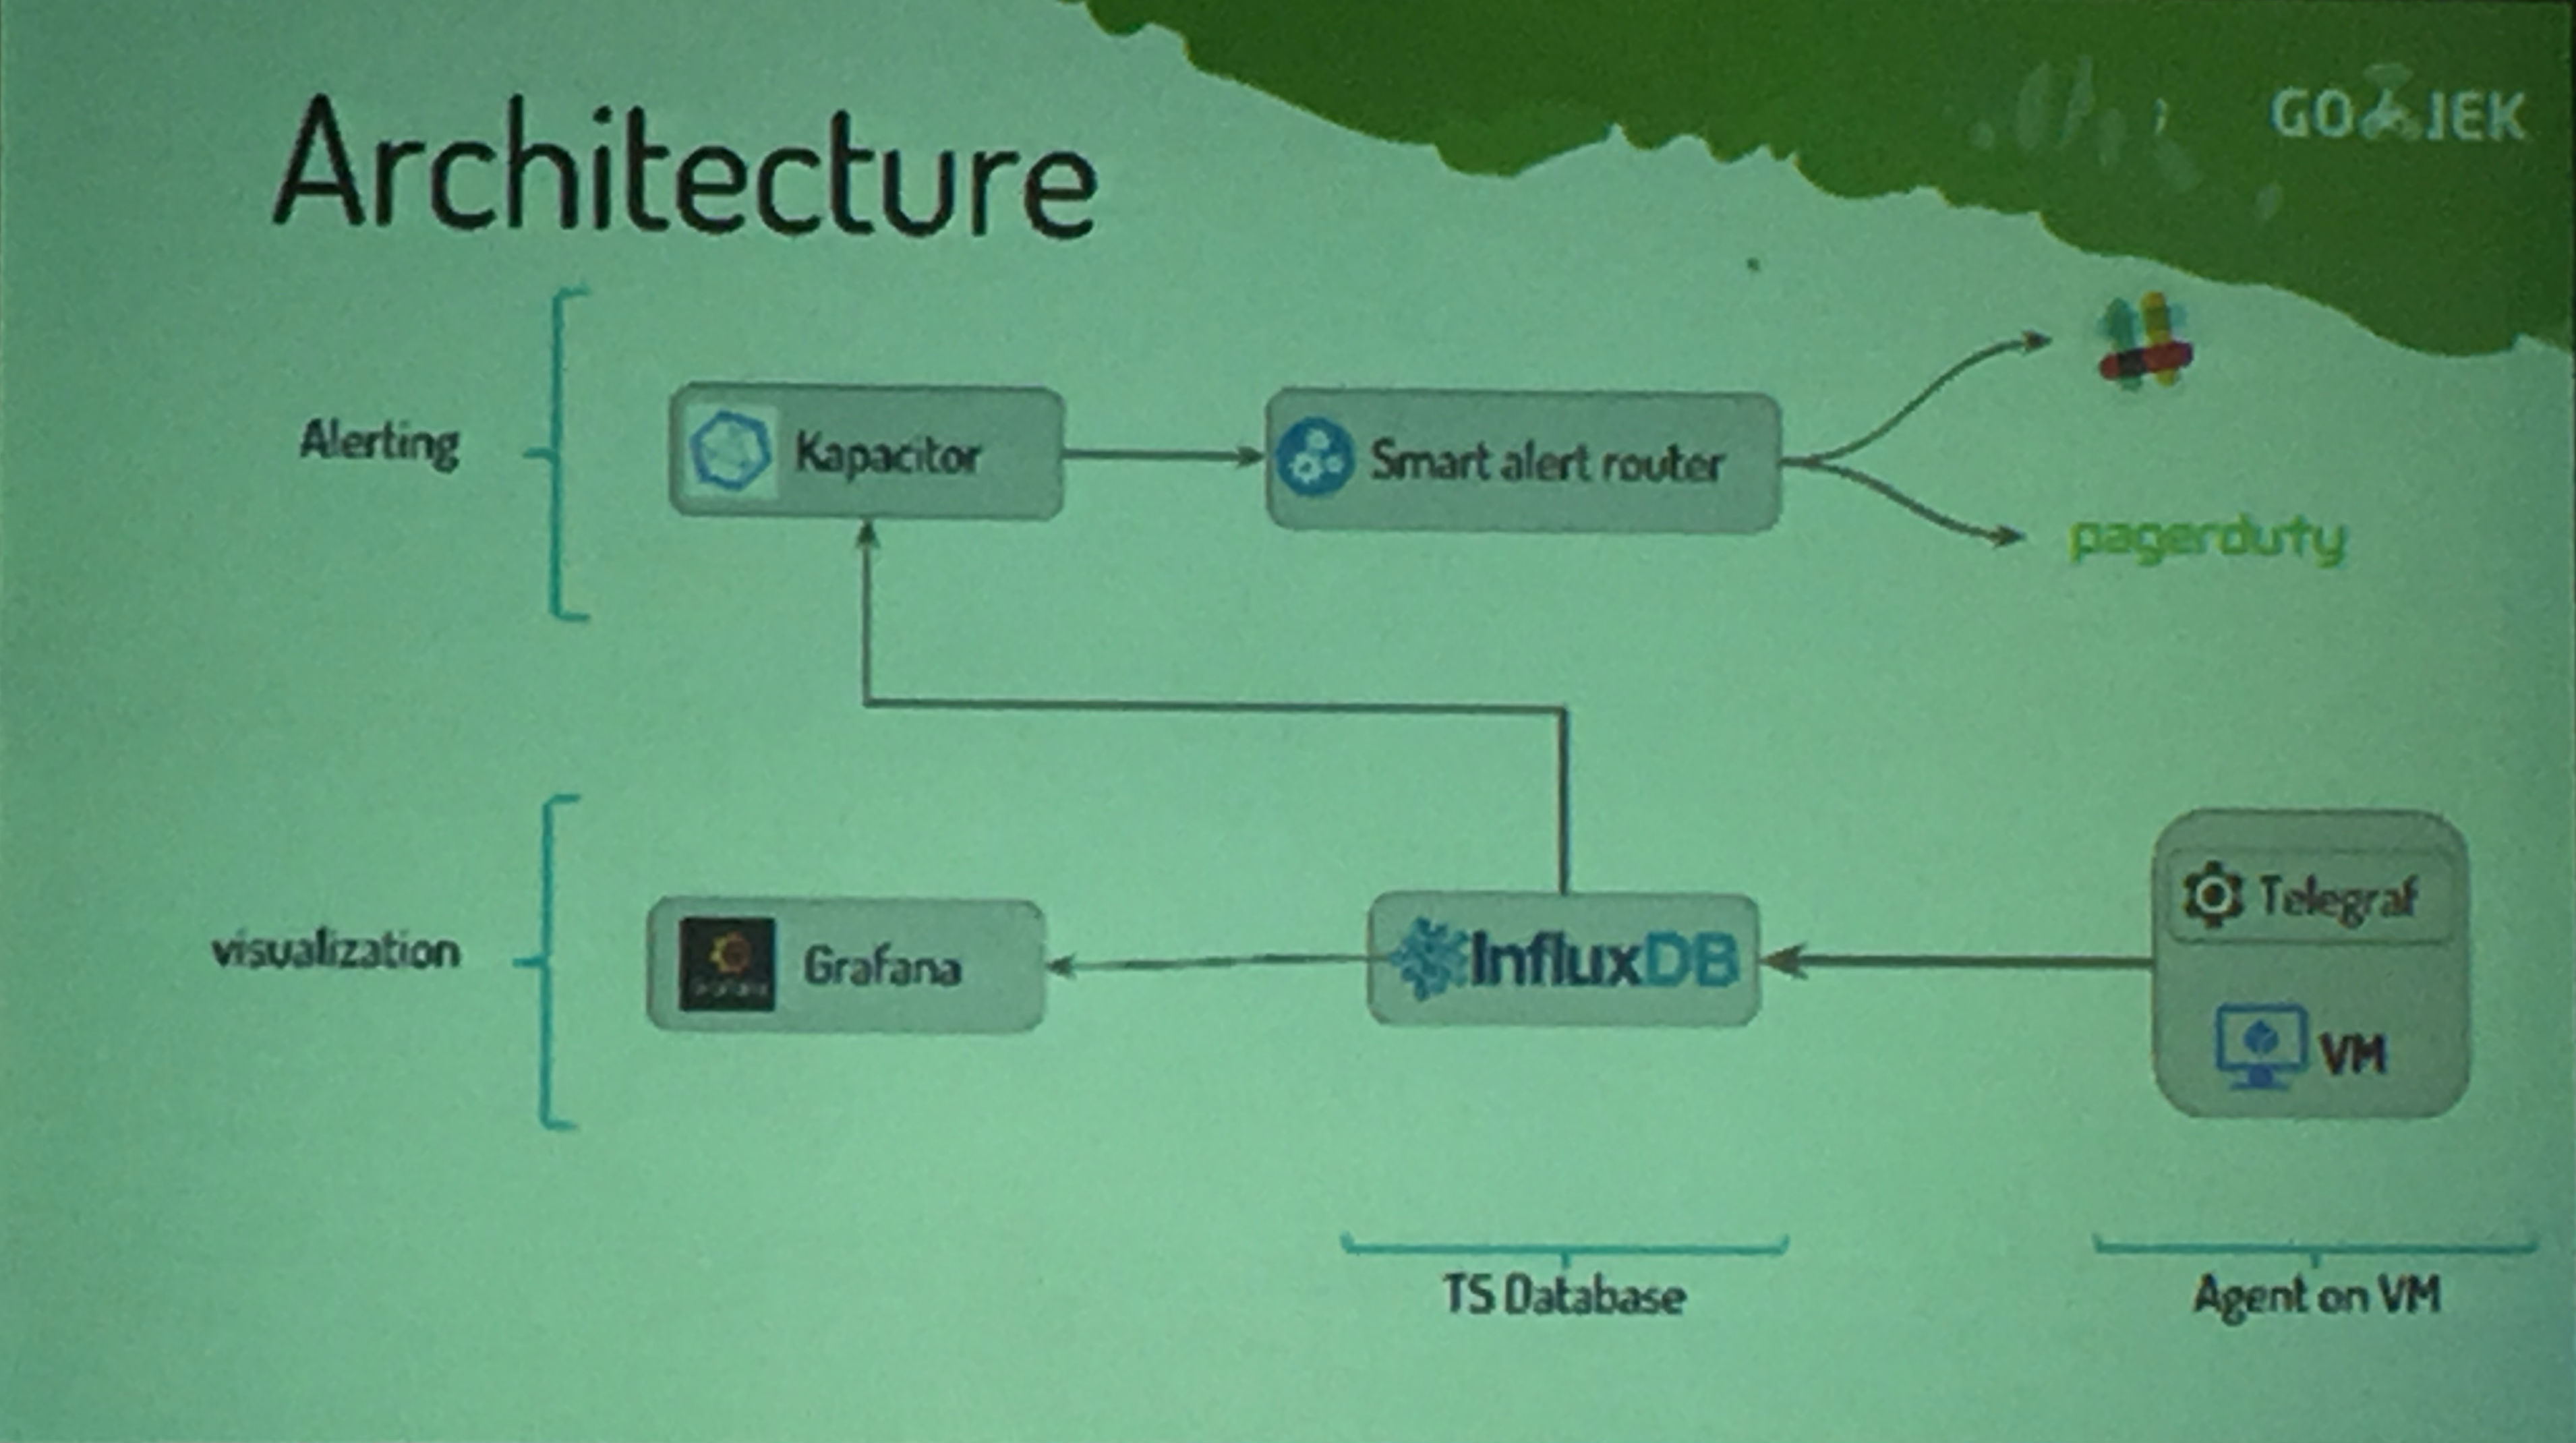 GO JEK
Architecture
Alerting
Kapacitor
Smart alert router
pagerduty
visualization
Grafana
InfluxDB
Telegraf
VM
TS Database
Agent on VM